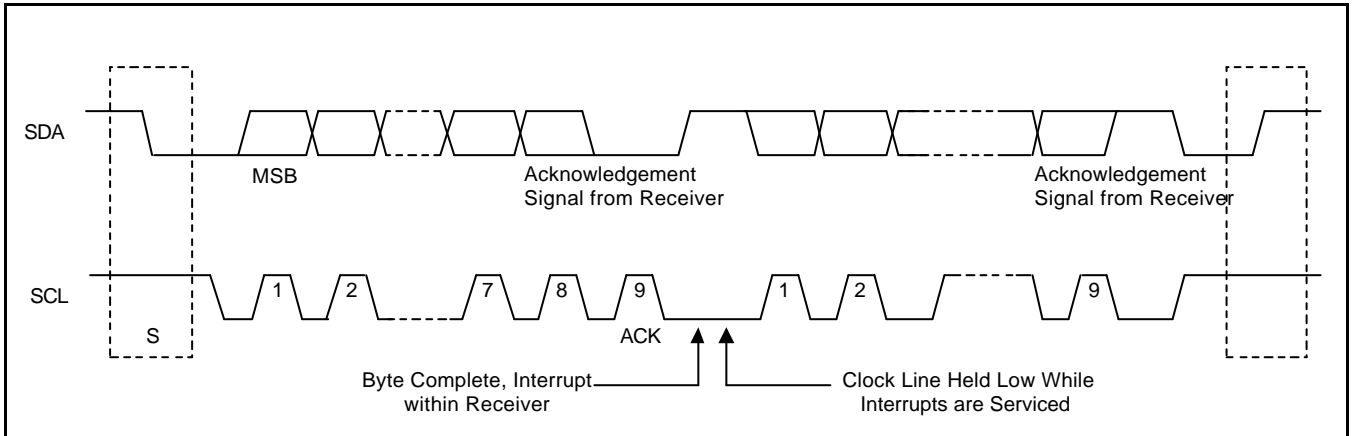 SDA
MSB
Acknowledgement
Signal from Receiver
Acknowledgement
Signal from Receiver
SCL
1
2
7
8
9
1
2
9
S
ACK
Byte Complete, Interrupt
within Receiver
Clock Line Held Low While
Interrupts are Serviced